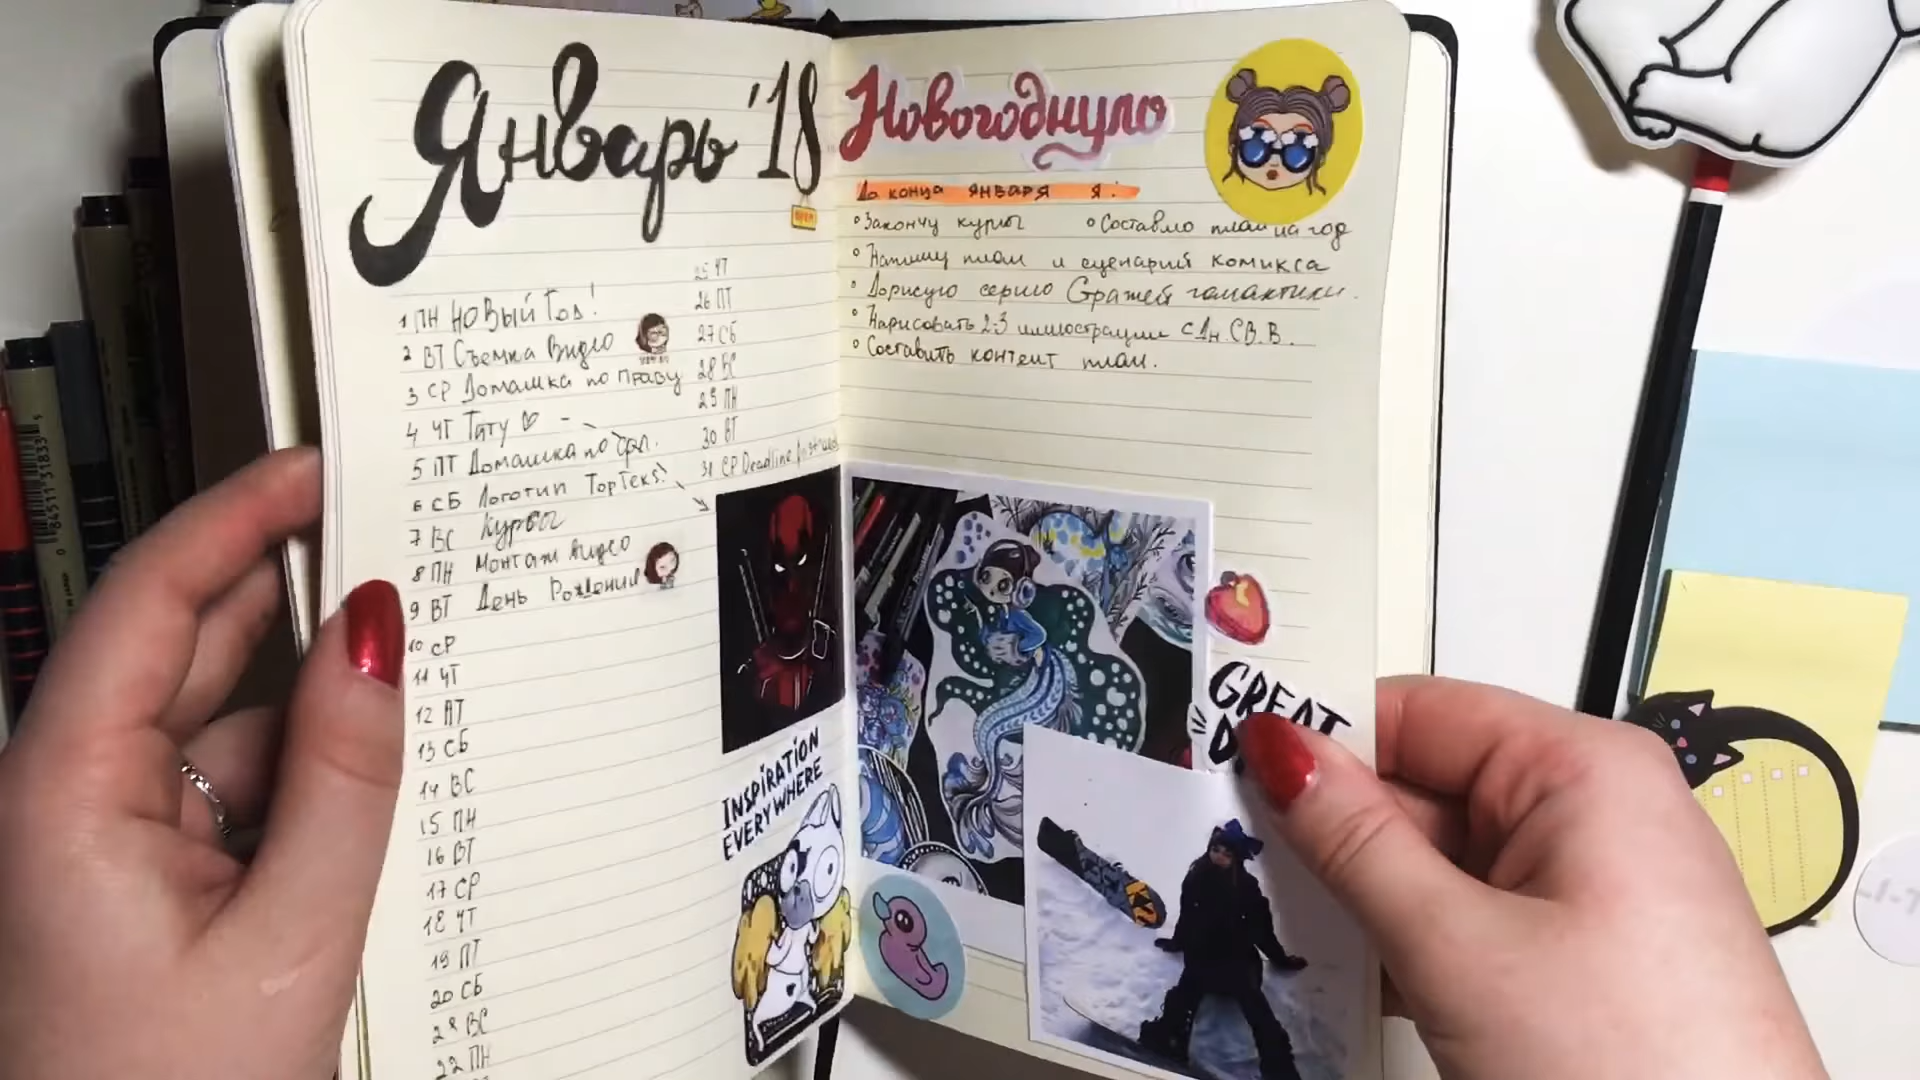 Январь '18
1 ПН Новый Год!
2 ВТ Съемка Видео
3 СР Домашка по Праву
4 ЧТ Тату
5 ПТ Домашка по
6 СБ Логотип TopTeks!
7 ВС Курсы
8 ПН Монтаж видео
9 ВТ День Рождения
10 СР
11 ЧТ
12 ПТ
13 СБ
14 ВС
15 ПН
16 ВТ
17 СР
18 ЧТ
19 ПТ
20 СБ
ВС
22 ПН
25 ЧТ
26 ПТ
27 СБ
28 ВС
29 ПН
30 ВТ
31 СР Deadline
INSPIRATION
EVERYWHERE
Новогоднуло
До конца января я:
Закончу курсы
Составлю план на год
Напишу план и сценарий комикса
Дорисую серию Стражей галактики.
Нарисовать 2-3 иллюстрации с Дн. СВ. В.
Составить контент план.
GREAT